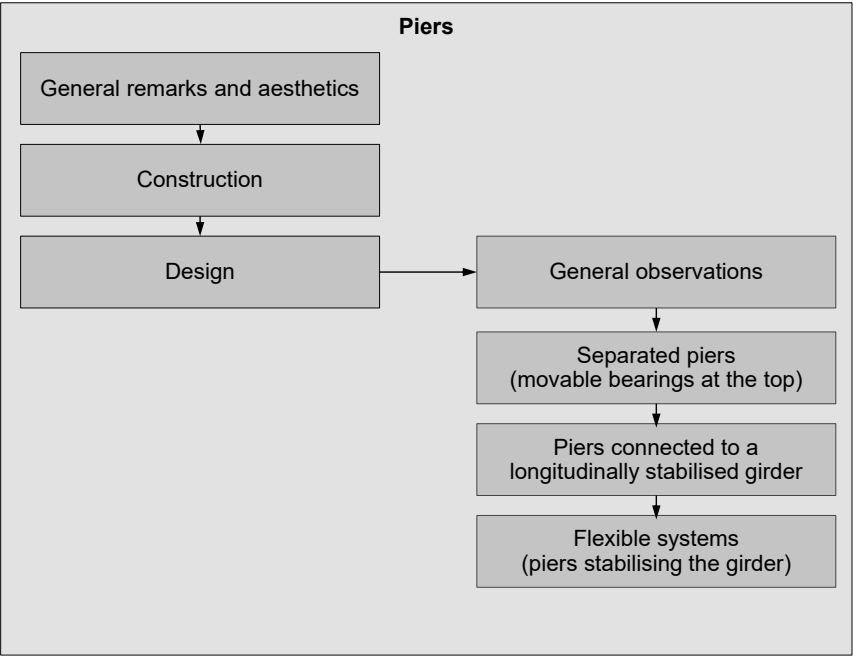 Piers
General remarks and aesthetics
Construction
Design
General observations
Separated piers
(movable bearings at the top)
Piers connected to a
longitudinally stabilised girder
Flexible systems
(piers stabilising the girder)